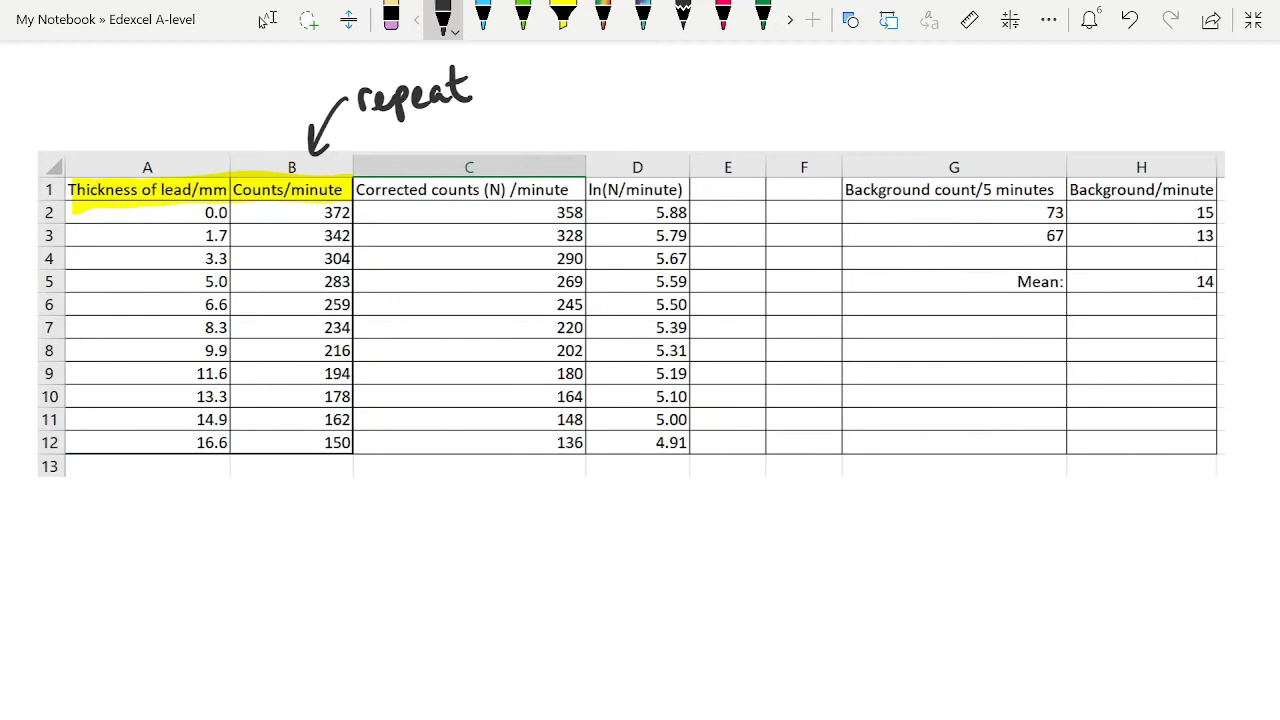 My Notebook » Edexcel A-level
6
repeat
A B C D E F G H
1 Thickness of lead/mm Counts/minute Corrected counts (N) /minute ln(N/minute) Background count/5 minutes Background/minute
2 0.0 372 358 5.88 73 15
3 1.7 342 328 5.79 67 13
4 3.3 304 290 5.67
5 5.0 283 269 5.59 Mean: 14
6 6.6 259 245 5.50
7 8.3 234 220 5.39
8 9.9 216 202 5.31
9 11.6 194 180 5.19
10 13.3 178 164 5.10
11 14.9 162 148 5.00
12 16.6 150 136 4.91
13